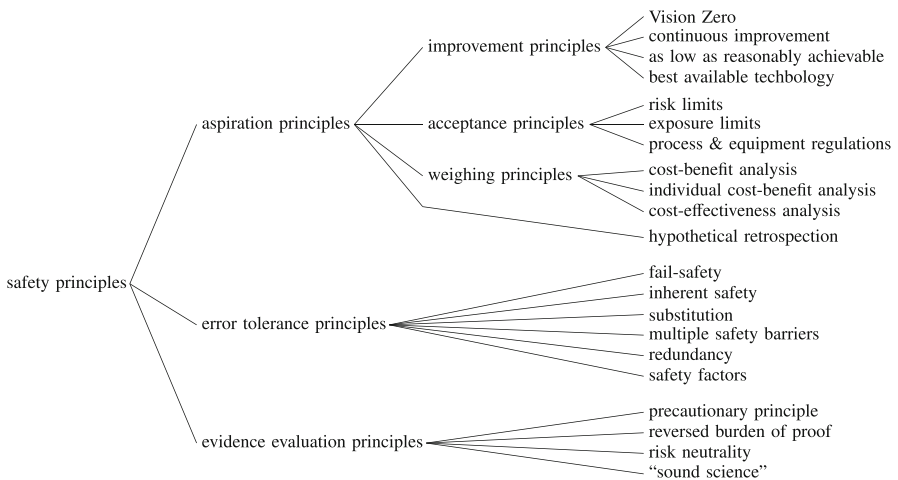 safety principles
aspiration principles
improvement principles
Vision Zero
continuous improvement
as low as reasonably achievable
best available techbology
acceptance principles
risk limits
exposure limits
process & equipment regulations
weighing principles
cost-benefit analysis
individual cost-benefit analysis
cost-effectiveness analysis
hypothetical retrospection
error tolerance principles
fail-safety
inherent safety
substitution
multiple safety barriers
redundancy
safety factors
evidence evaluation principles
precautionary principle
reversed burden of proof
risk neutrality
“sound science”